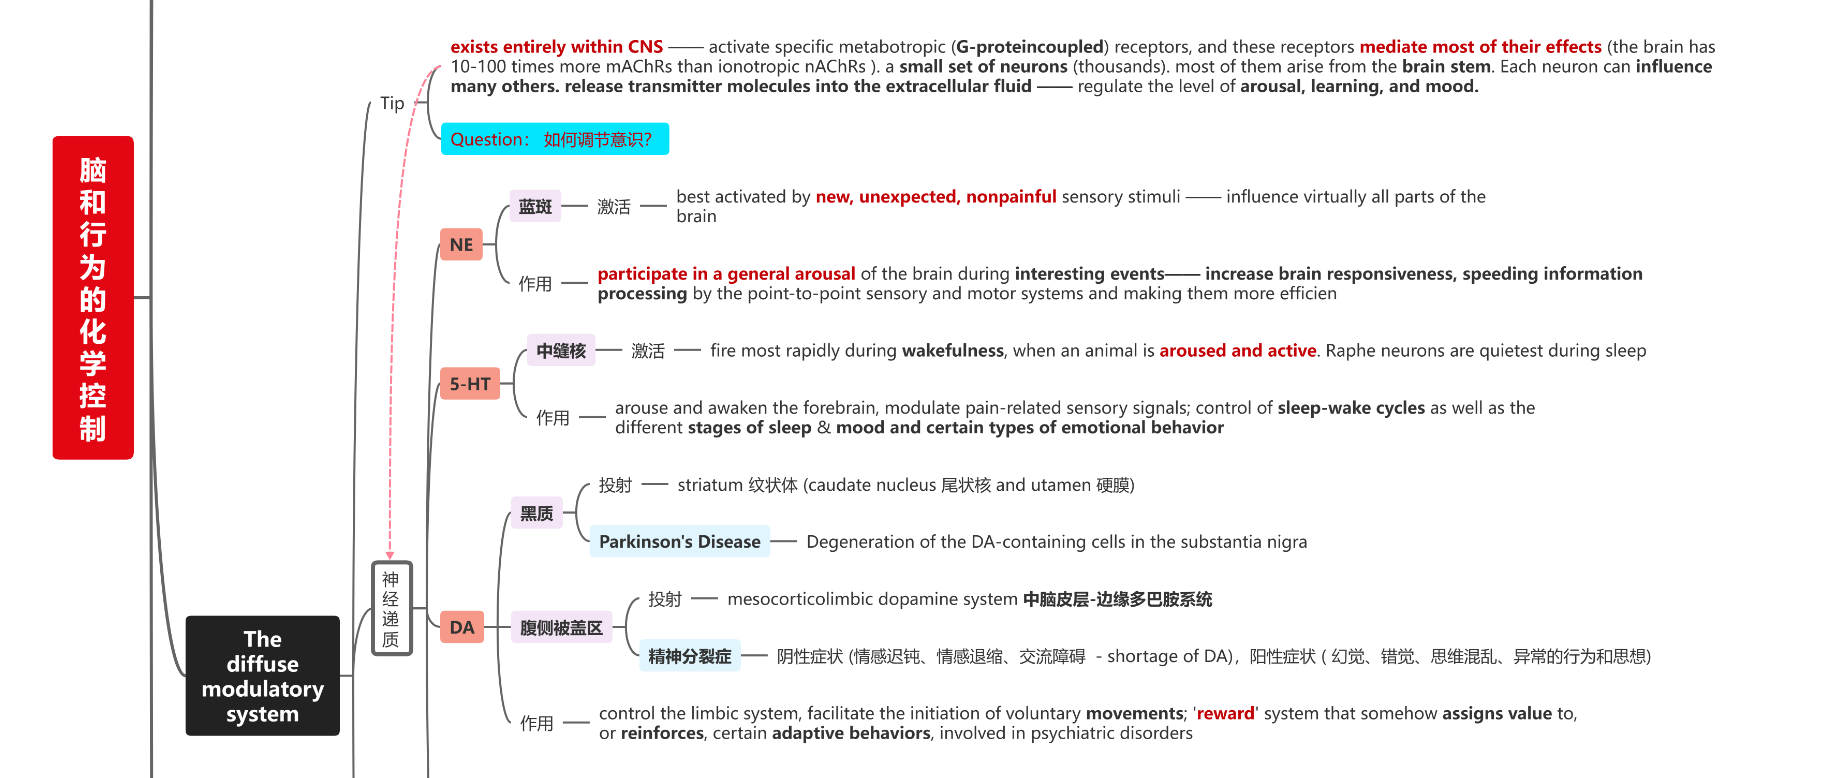 脑和行为的化学控制
The
diffuse
modulatory
system
Tip
exists entirely within CNS —— activate specific metabotropic (G-proteincoupled) receptors, and these receptors mediate most of their effects (the brain has
10-100 times more mAChRs than ionotropic nAChRs ). a small set of neurons (thousands). most of them arise from the brain stem. Each neuron can influence
many others. release transmitter molecules into the extracellular fluid —— regulate the level of arousal, learning, and mood.
Question: 如何调节意识?
神经递质
NE
蓝斑
激活
best activated by new, unexpected, nonpainful sensory stimuli —— influence virtually all parts of the
brain
作用
participate in a general arousal of the brain during interesting events—— increase brain responsiveness, speeding information
processing by the point-to-point sensory and motor systems and making them more efficien
5-HT
中缝核
激活
fire most rapidly during wakefulness, when an animal is aroused and active. Raphe neurons are quietest during sleep
作用
arouse and awaken the forebrain, modulate pain-related sensory signals; control of sleep-wake cycles as well as the
different stages of sleep & mood and certain types of emotional behavior
DA
黑质
投射
striatum 纹状体 (caudate nucleus 尾状核 and utamen 硬膜)
Parkinson's Disease
Degeneration of the DA-containing cells in the substantia nigra
腹侧被盖区
投射
mesocorticolimbic dopamine system 中脑皮层-边缘多巴胺系统
精神分裂症
阴性症状 (情感迟钝、情感退缩、交流障碍 - shortage of DA)，阳性症状 ( 幻觉、错觉、思维混乱、异常的行为和思想)
作用
control the limbic system, facilitate the initiation of voluntary movements; 'reward' system that somehow assigns value to,
or reinforces, certain adaptive behaviors, involved in psychiatric disorders